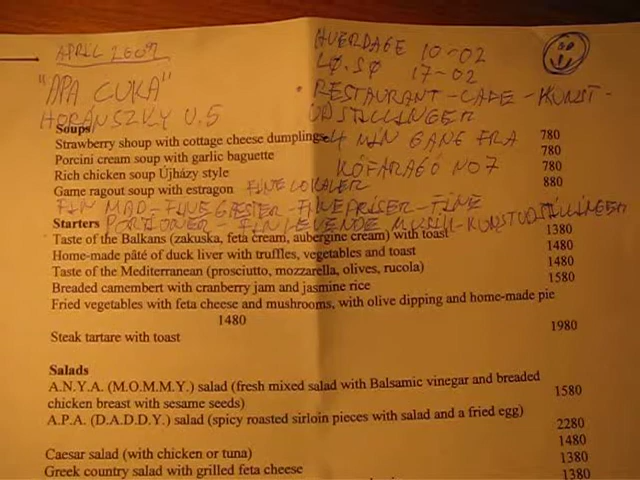 APRIL 2009
HVERDAGE 10-02
LØ.SØ 17-02
"APA CUKA"
RESTAURANT-CAFE-KUNST-
HORÁNSZKY U.5
UDSTILLINGER
Soups
4 MIN GANG FRA
Strawberry shoup with cottage cheese dumplings 780
Porcini cream soup with garlic baguette 780
Rich chicken soup Újházy style 780
KÖFARAGÓ NO7
Game ragout soup with estragon 880
FINE LOKALER
FIN MAD-FINE GÆSTER-FINE PRISER-FINE
Starters
PORTIONER-FIN LEVENDE MUSIK-KUNSTUDSTILLINGER
Taste of the Balkans (zakuska, feta cream, aubergine cream) with toast 1380
Home-made pâté of duck liver with truffles, vegetables and toast 1480
Taste of the Mediterranean (prosciutto, mozzarella, olives, rucola) 1480
Breaded camembert with cranberry jam and jasmine rice 1580
Fried vegetables with feta cheese and mushrooms, with olive dipping and home-made pie
1480
Steak tartare with toast 1980
Salads
A.N.Y.A. (M.O.M.M.Y.) salad (fresh mixed salad with Balsamic vinegar and breaded
chicken breast with sesame seeds) 1580
A.P.A. (D.A.D.D.Y.) salad (spicy roasted sirloin pieces with salad and a fried egg)
2280
1480
Caesar salad (with chicken or tuna) 1380
Greek country salad with grilled feta cheese 1380